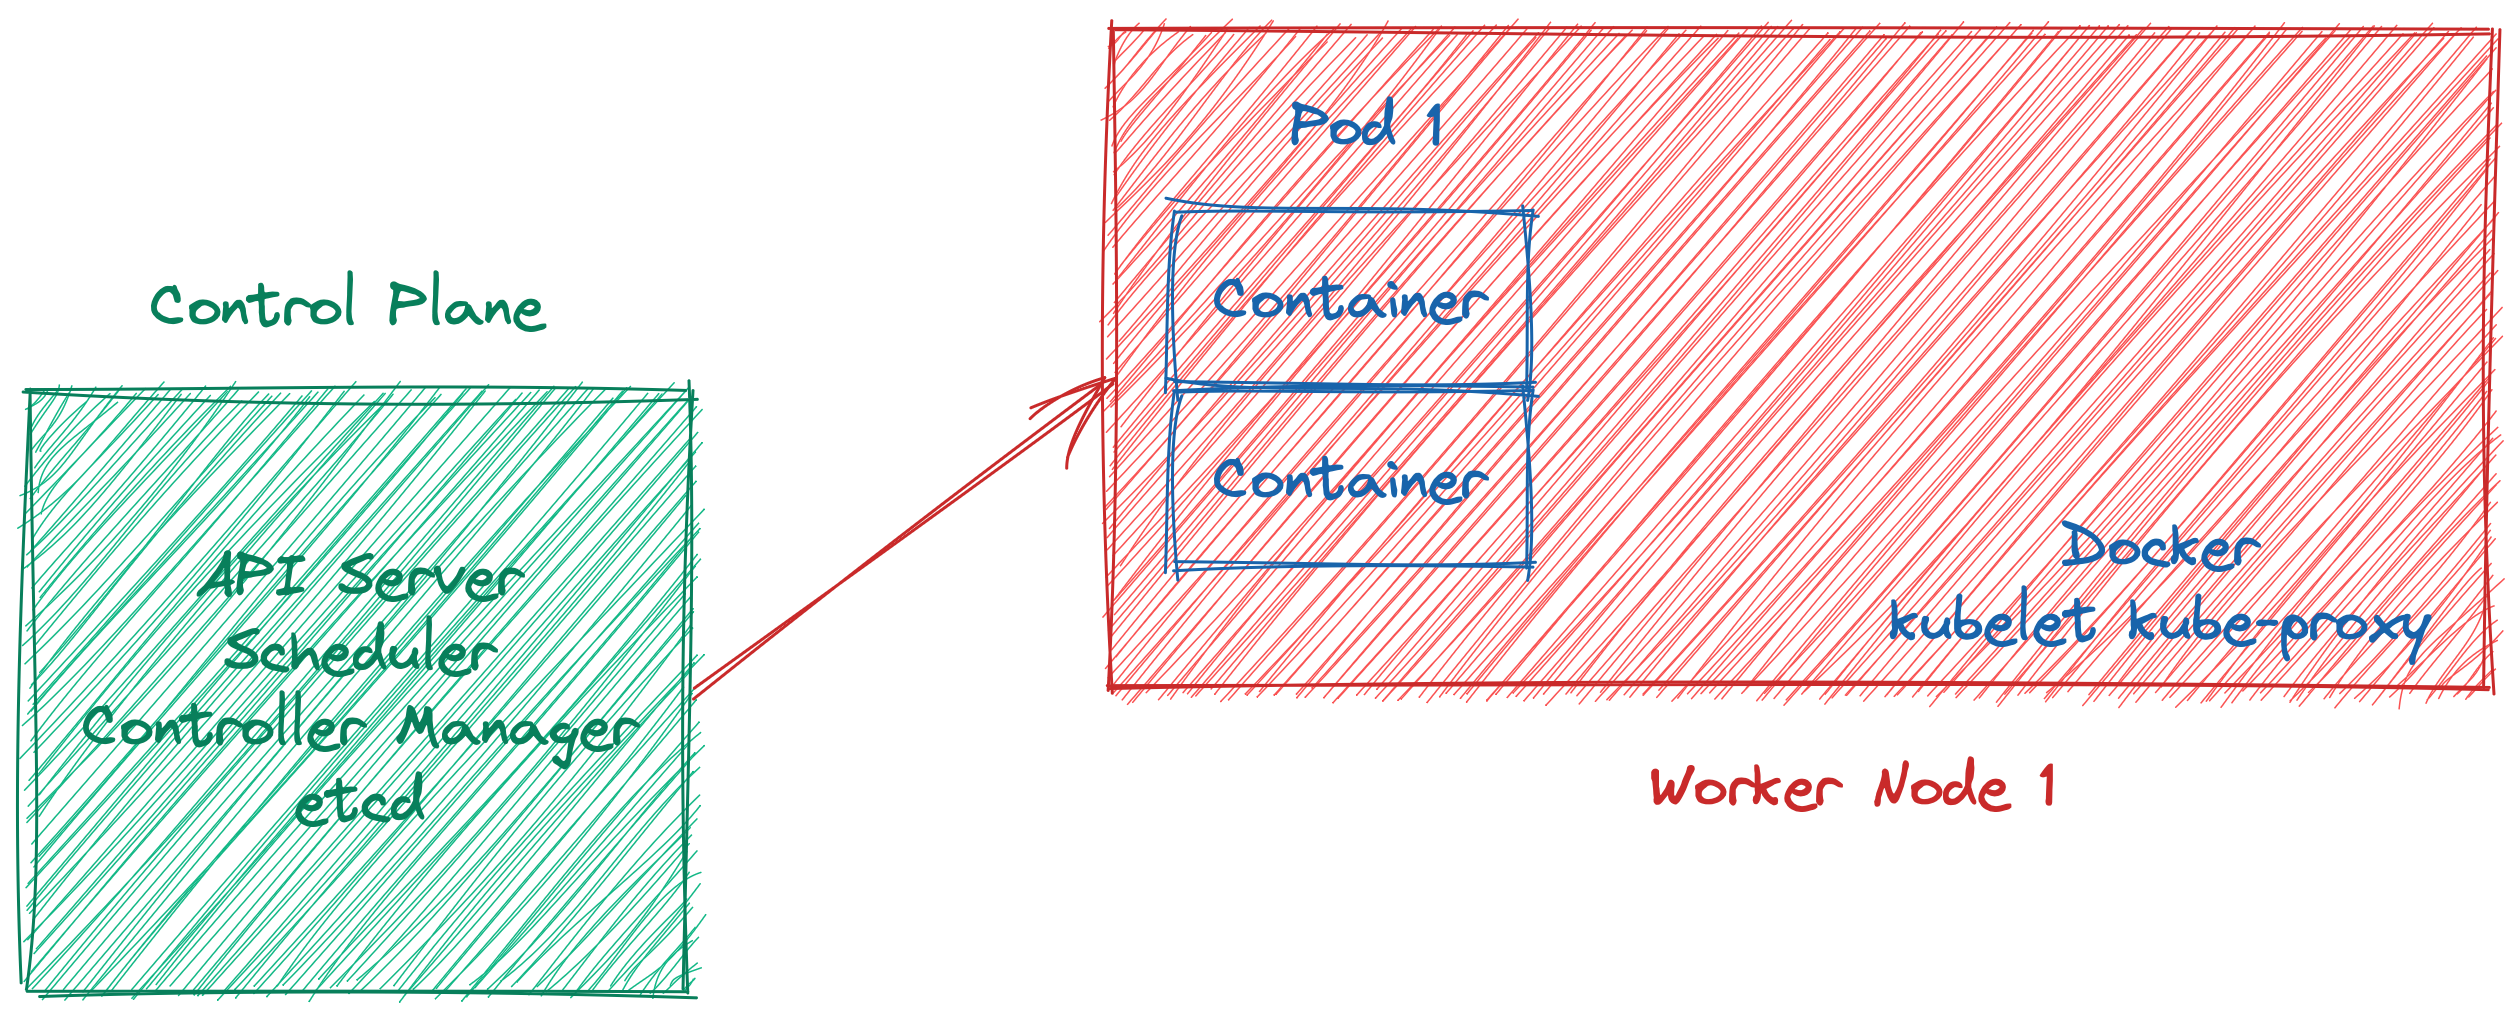 Control Plane
API Server
Scheduler
Controller Manager
etcd
Pod 1
Container
Container
Docker
kubelet kube-proxy
Worker Node 1